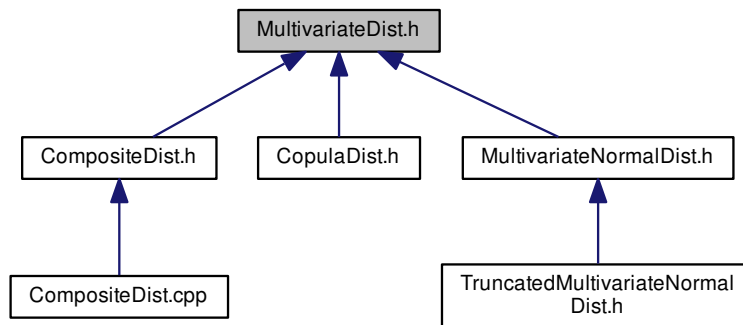 MultivariateDist.h
CompositeDist.h
CopulaDist.h
MultivariateNormalDist.h
CompositeDist.cpp
TruncatedMultivariateNormal
Dist.h